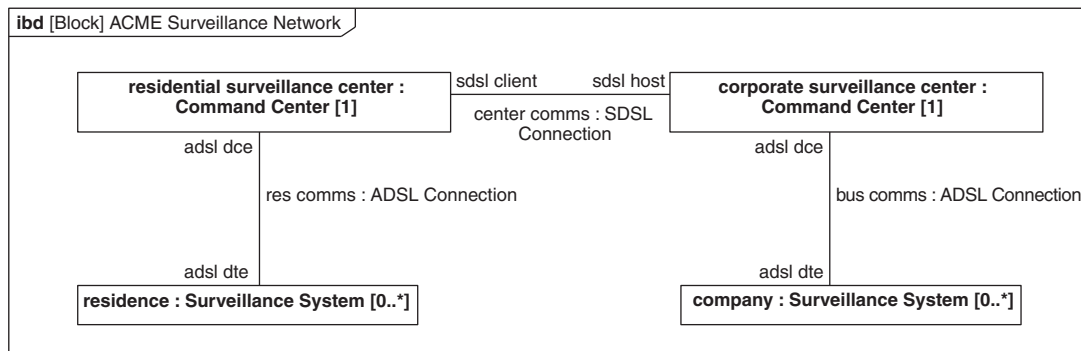 ibd [Block] ACME Surveillance Network
residential surveillance center :
Command Center [1]
sdsl client
sdsl host
corporate surveillance center :
Command Center [1]
center comms : SDSL
Connection
adsl dce
adsl dce
res comms : ADSL Connection
bus comms : ADSL Connection
adsl dte
adsl dte
residence : Surveillance System [0..*]
company : Surveillance System [0..*]